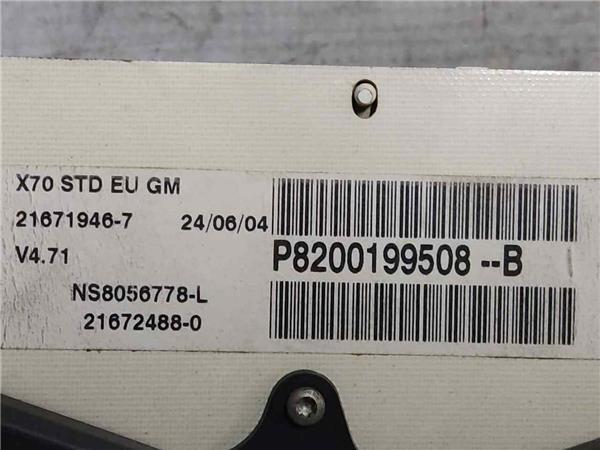 X70 STD EU GM
21671946-7 24/06/04
V4.71
P8200199508--B
NS8056778-L
21672488-0